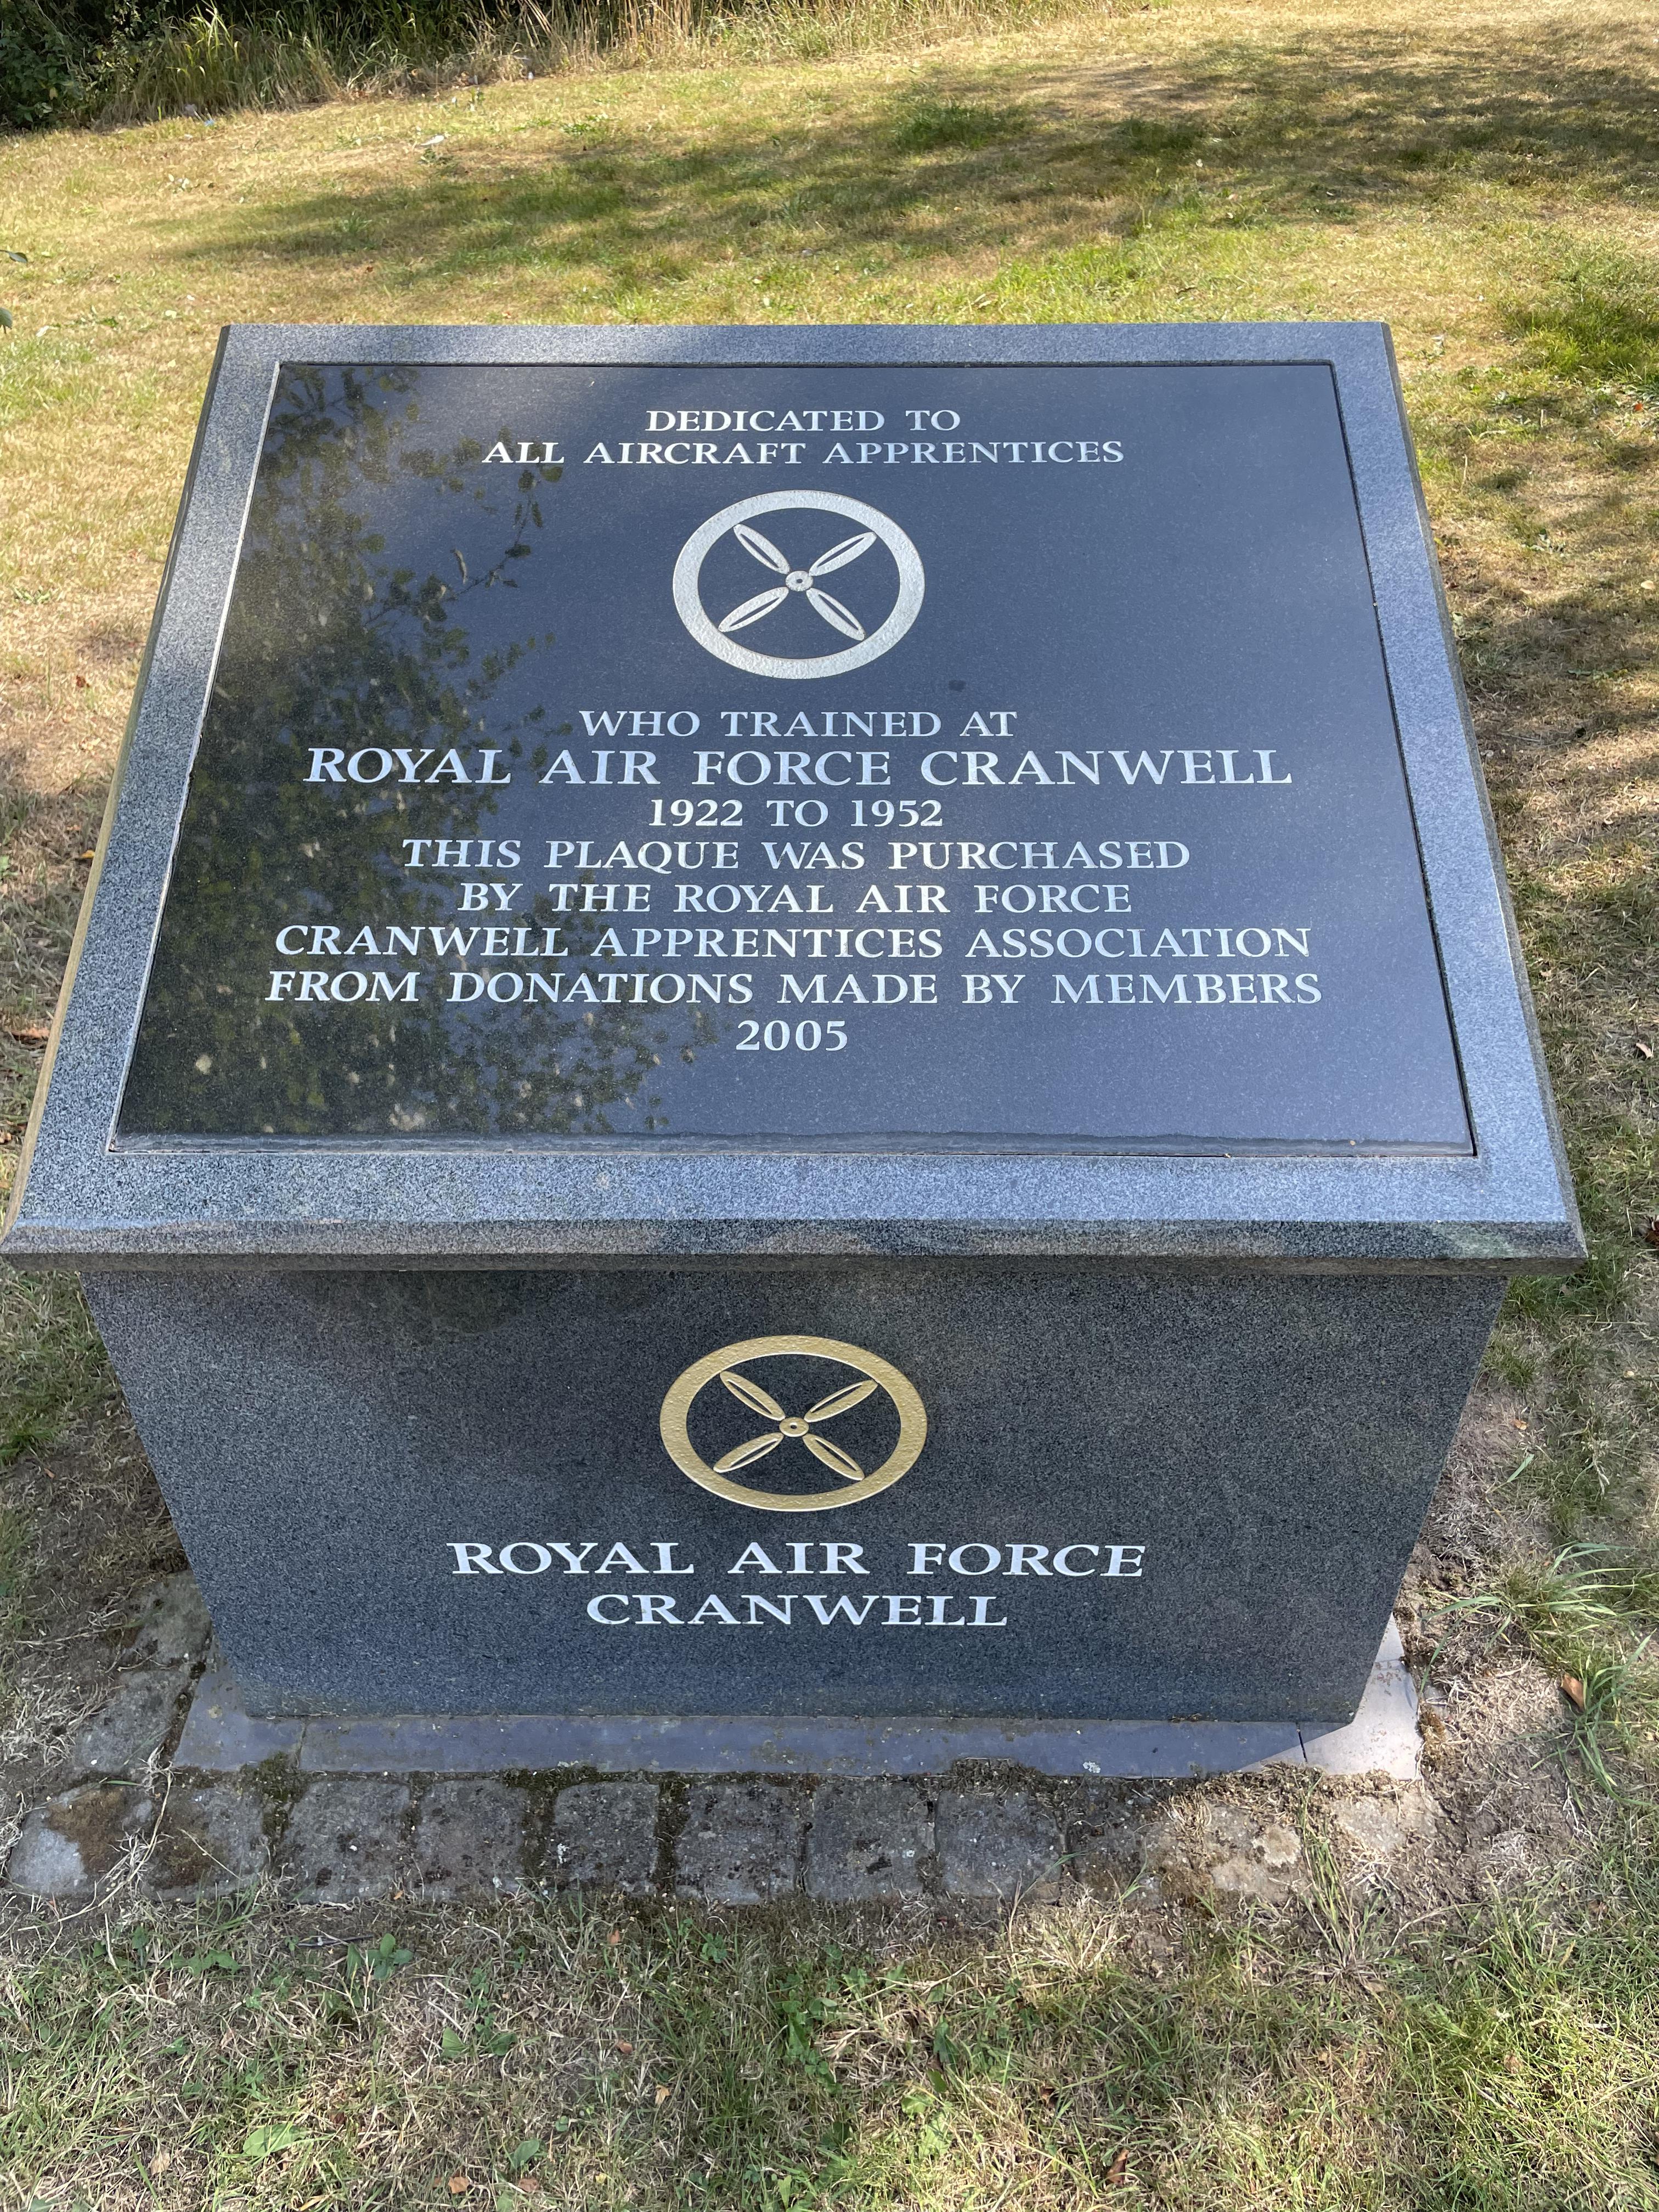 DEDICATED TO
ALL AIRCRAFT APPRENTICES
WHO TRAINED AT
ROYAL AIR FORCE CRANWELL
1922 TO 1952
THIS PLAQUE WAS PURCHASED
BY THE ROYAL AIR FORCE
CRANWELL APPRENTICES ASSOCIATION
FROM DONATIONS MADE BY MEMBERS
2005
ROYAL AIR FORCE
CRANWELL